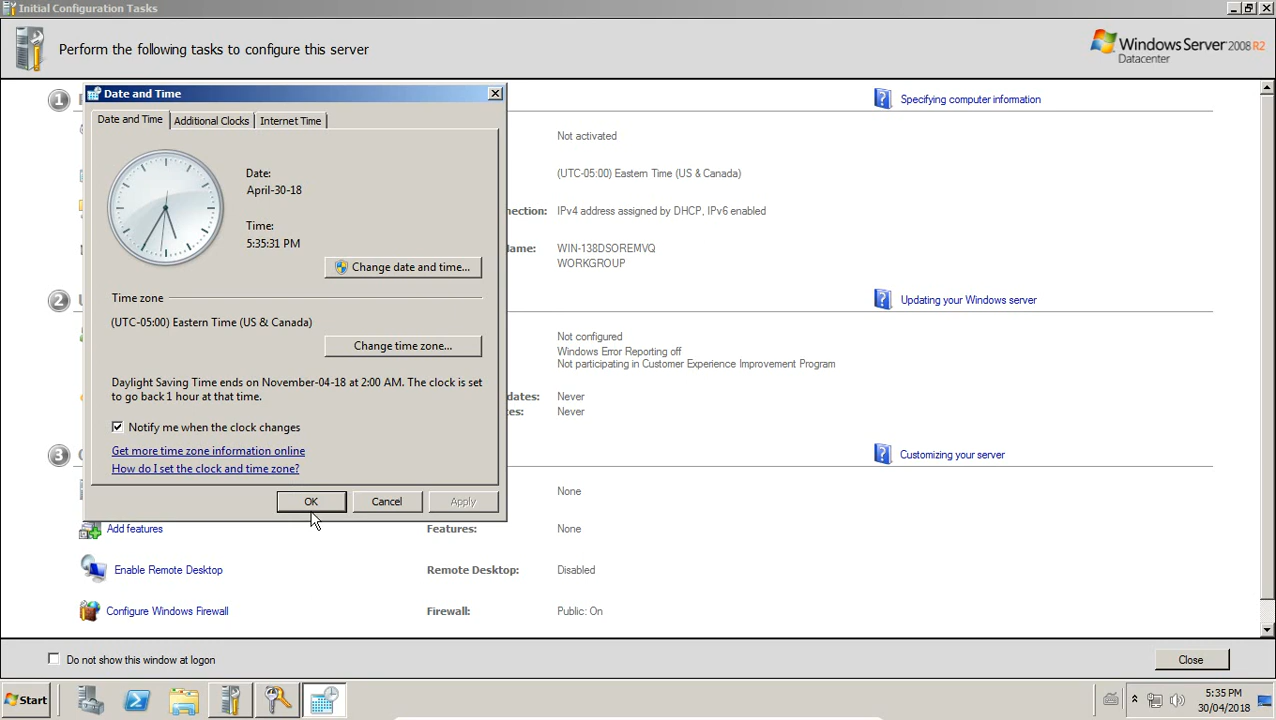 Initial Configuration Tasks
Perform the following tasks to configure this server
Windows Server 2008 R2
Datacenter
Date and Time
Date and Time
Additional Clocks
Internet Time
Date:
April-30-18
Time:
5:35:31 PM
Change date and time...
Time zone
(UTC-05:00) Eastern Time (US & Canada)
Change time zone...
Daylight Saving Time ends on November-04-18 at 2:00 AM. The clock is set
to go back 1 hour at that time.
Notify me when the clock changes
Get more time zone information online
How do I set the clock and time zone?
OK
Cancel
Apply
1
Specifying computer information
Not activated
(UTC-05:00) Eastern Time (US & Canada)
IPv4 address assigned by DHCP, IPv6 enabled
WIN-138DSOREMVQ
WORKGROUP
2
Updating your Windows server
Not configured
Windows Error Reporting off
Not participating in Customer Experience Improvement Program
Never
Never
3
Customizing your server
None
Add features
Features:
None
Enable Remote Desktop
Remote Desktop:
Disabled
Configure Windows Firewall
Firewall:
Public: On
Do not show this window at logon
Close
Start
5:35 PM
30/04/2018